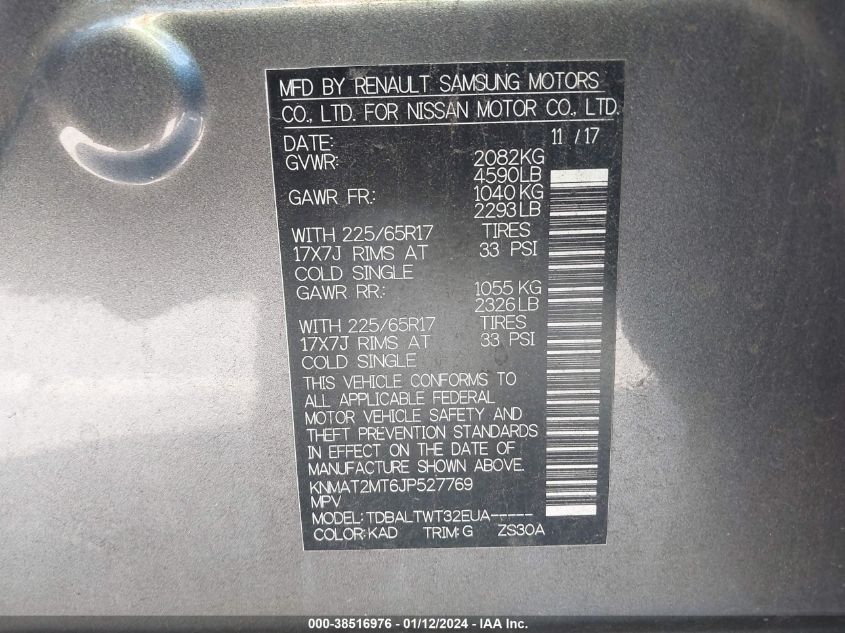 MFD BY RENAULT SAMSUNG MOTORS
CO., LTD. FOR NISSAN MOTOR CO., LTD.
DATE: 11 / 17
GVWR: 2082KG
4590LB
GAWR FR.: 1040KG
2293LB
WITH 225/65R17 TIRES
17X7J RIMS AT 33 PSI
COLD SINGLE
GAWR RR.: 1055KG
2326LB
WITH 225/65R17 TIRES
17X7J RIMS AT 33 PSI
COLD SINGLE
THIS VEHICLE CONFORMS TO
ALL APPLICABLE FEDERAL
MOTOR VEHICLE SAFETY AND
THEFT PREVENTION STANDARDS
IN EFFECT ON THE DATE OF
MANUFACTURE SHOWN ABOVE.
KNMAT2MT6JP527769
MPV
MODEL: TDBALTWT32EUA-----
COLOR: KAD TRIM: G ZS30A
000-38516976 - 01/12/2024 - IAA Inc.